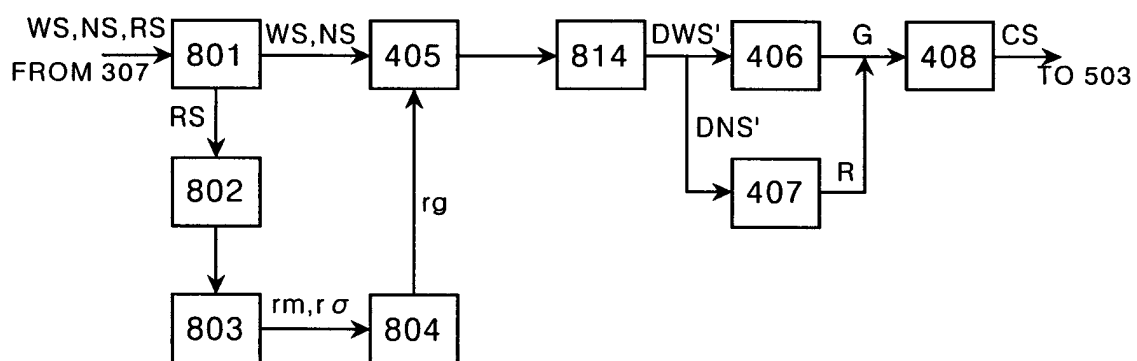 WS,NS,RS
FROM 307
801
WS,NS
405
814
DWS'
406
G
408
CS
TO 503
RS
DNS'
802
407
R
rg
803
rm,rσ
804